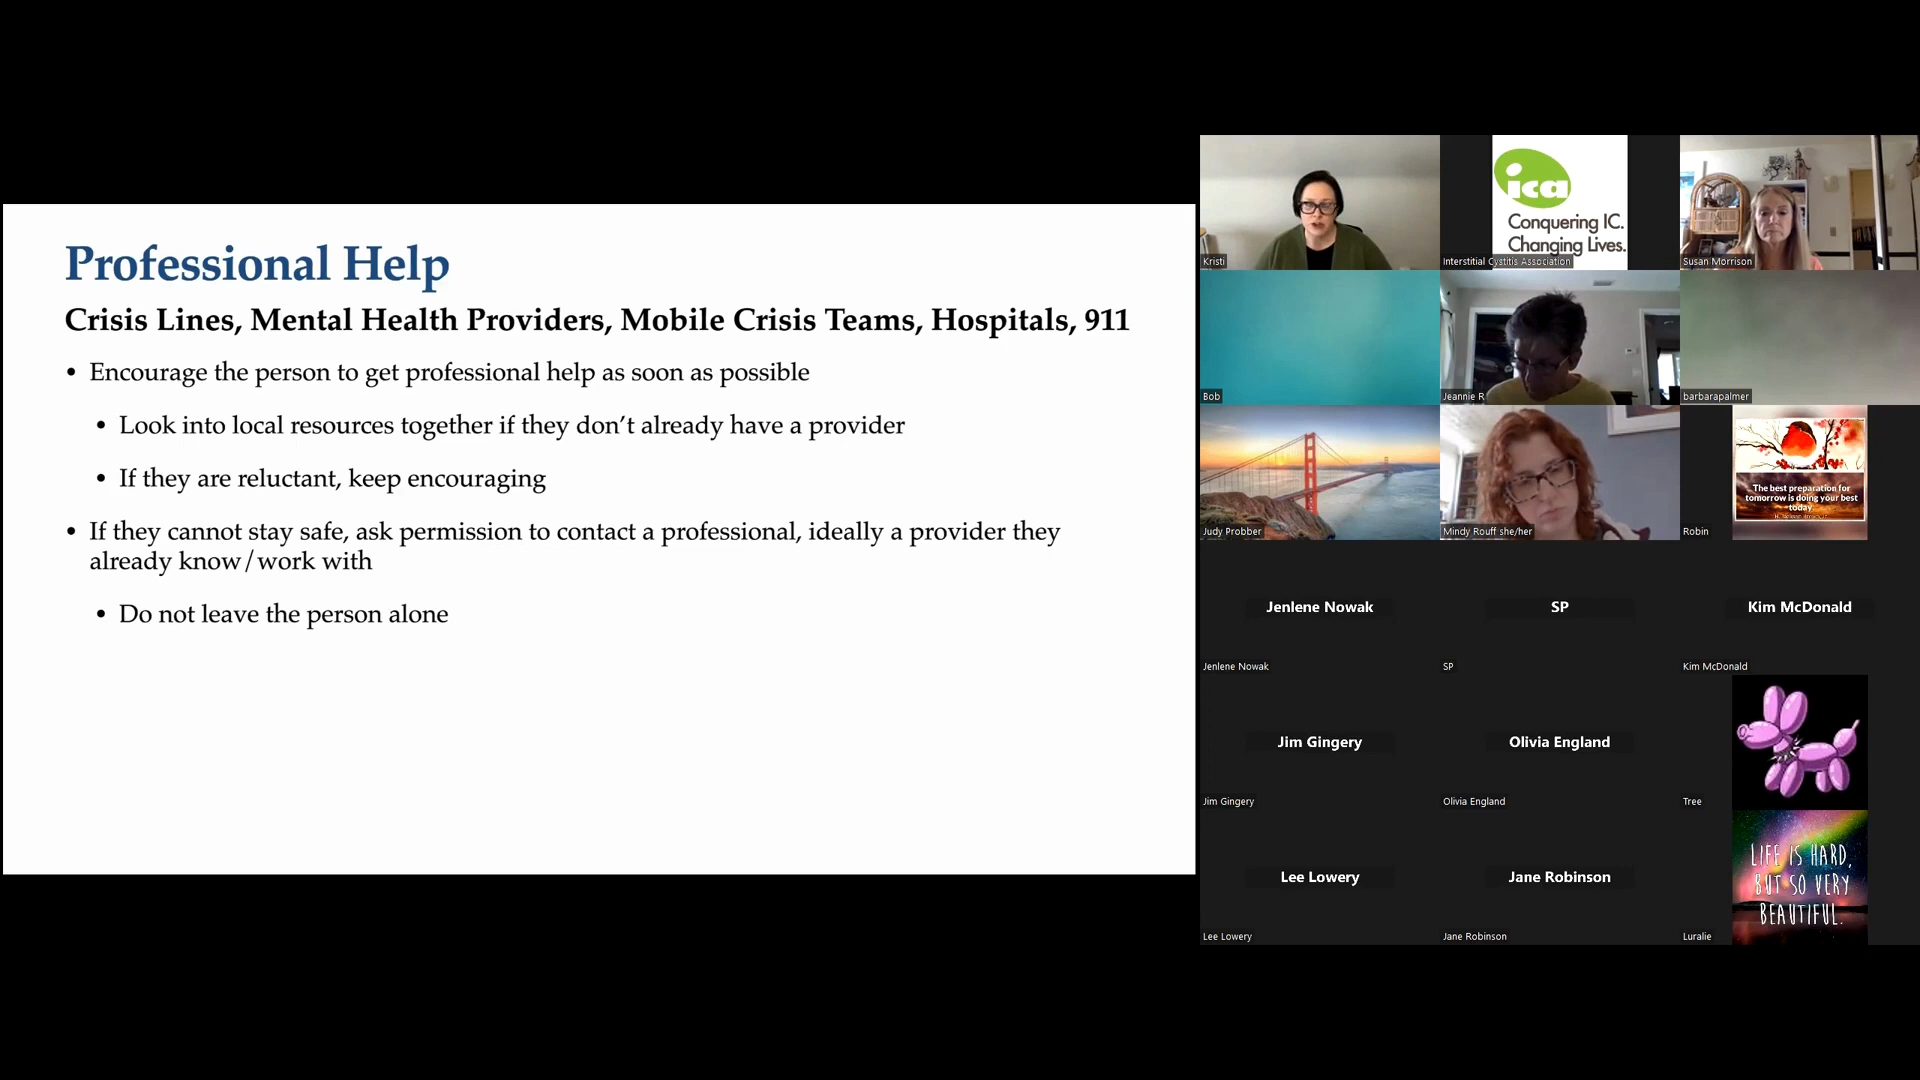 Professional Help
Crisis Lines, Mental Health Providers, Mobile Crisis Teams, Hospitals, 911
• Encourage the person to get professional help as soon as possible
• Look into local resources together if they don’t already have a provider
• If they are reluctant, keep encouraging
• If they cannot stay safe, ask permission to contact a professional, ideally a provider they
already know/work with
• Do not leave the person alone
Kristi
ica
Conquering IC.
Changing Lives.
Interstitial Cystitis Association
Susan Morrison
Bob
Jeannie R
barbarapalmer
Judy Probber
Mindy Rouff she/her
The best preparation for
tomorrow is doing your best
today.
Robin
Jenlene Nowak
Jenlene Nowak
SP
SP
Kim McDonald
Kim McDonald
Jim Gingery
Jim Gingery
Olivia England
Olivia England
Tree
Lee Lowery
Lee Lowery
Jane Robinson
Jane Robinson
LIFE IS HARD,
BUT SO VERY
BEAUTIFUL.
Luralie